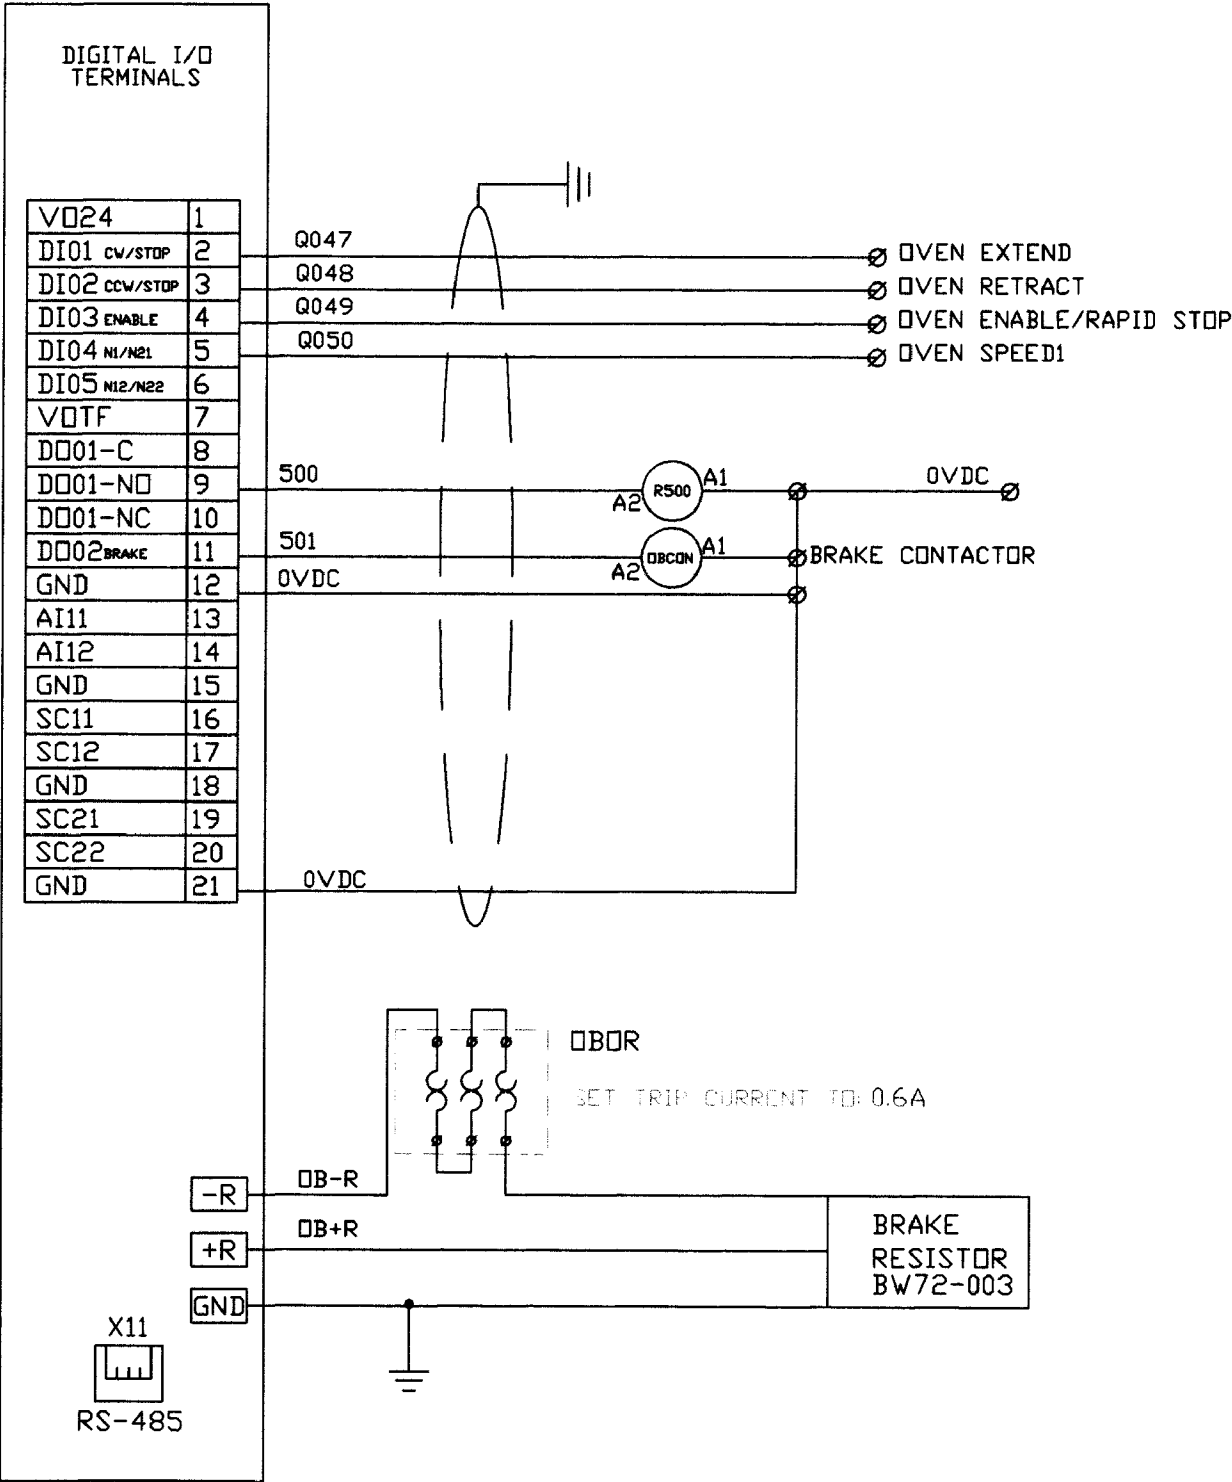 DIGITAL I/O
TERMINALS
VO24 1
DI01 CW/STOP 2
DI02 CCW/STOP 3
DI03 ENABLE 4
DI04 N1/N21 5
DI05 N12/N22 6
VOTF 7
DO01-C 8
DO01-NO 9
DO01-NC 10
DO02 BRAKE 11
GND 12
AI11 13
AI12 14
GND 15
SC11 16
SC12 17
GND 18
SC21 19
SC22 20
GND 21
Q047 OVEN EXTEND
Q048 OVEN RETRACT
Q049 OVEN ENABLE/RAPID STOP
Q050 OVEN SPEED1
500 A2 R500 A1 0VDC
501 A2 OBCON A1 BRAKE CONTACTOR
0VDC
0VDC
OBOR
SET TRIP CURRENT TO: 0.6A
-R OB-R
+R OB+R
GND
BRAKE
RESISTOR
BW72-003
X11
RS-485